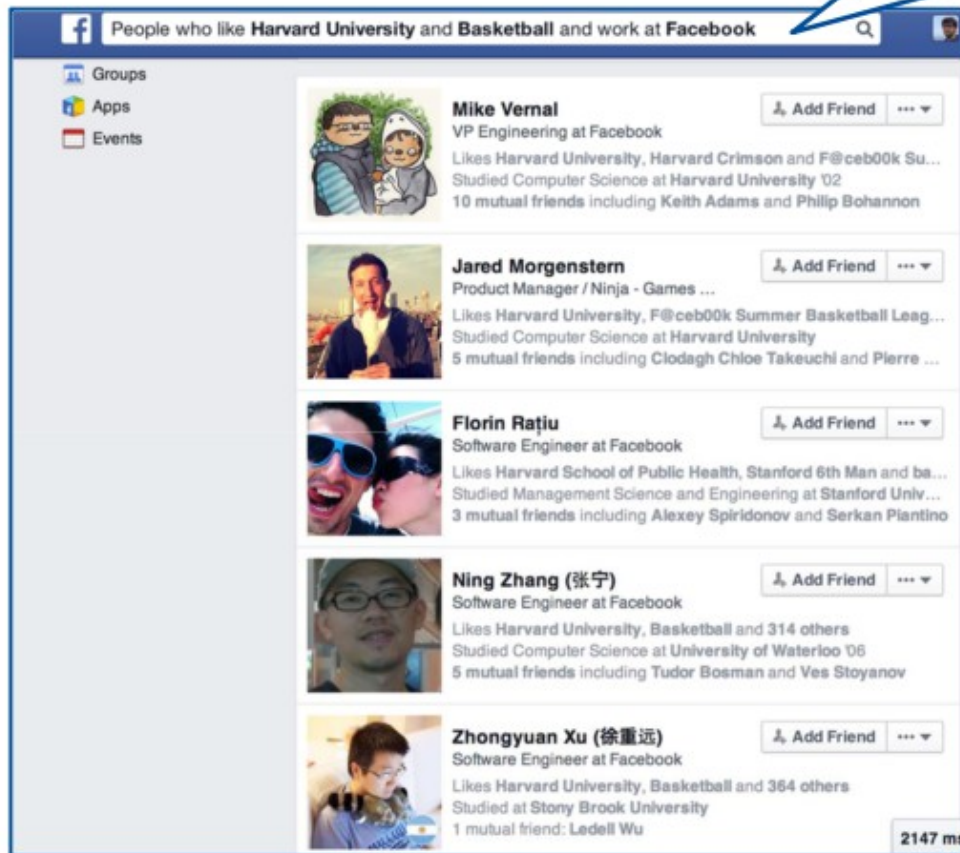 People who like Harvard University and Basketball and work at Facebook
Groups
Apps
Events
Mike Vernal
Add Friend
VP Engineering at Facebook
Likes Harvard University, Harvard Crimson and F@ceb00k Su...
Studied Computer Science at Harvard University '02
10 mutual friends including Keith Adams and Philip Bohannon
Jared Morgenstern
Add Friend
Product Manager / Ninja - Games ...
Likes Harvard University, F@ceb00k Summer Basketball Leag...
Studied Computer Science at Harvard University
5 mutual friends including Clodagh Chloe Takeuchi and Pierre ...
Florin Rațiu
Add Friend
Software Engineer at Facebook
Likes Harvard School of Public Health, Stanford 6th Man and ba...
Studied Management Science and Engineering at Stanford Univ...
3 mutual friends including Alexey Spiridonov and Serkan Piantino
Ning Zhang (张宁)
Add Friend
Software Engineer at Facebook
Likes Harvard University, Basketball and 314 others
Studied Computer Science at University of Waterloo '06
5 mutual friends including Tudor Bosman and Ves Stoyanov
Zhongyuan Xu (徐重远)
Add Friend
Software Engineer at Facebook
Likes Harvard University, Basketball and 364 others
Studied at Stony Brook University
1 mutual friend: Ledell Wu
2147 ms